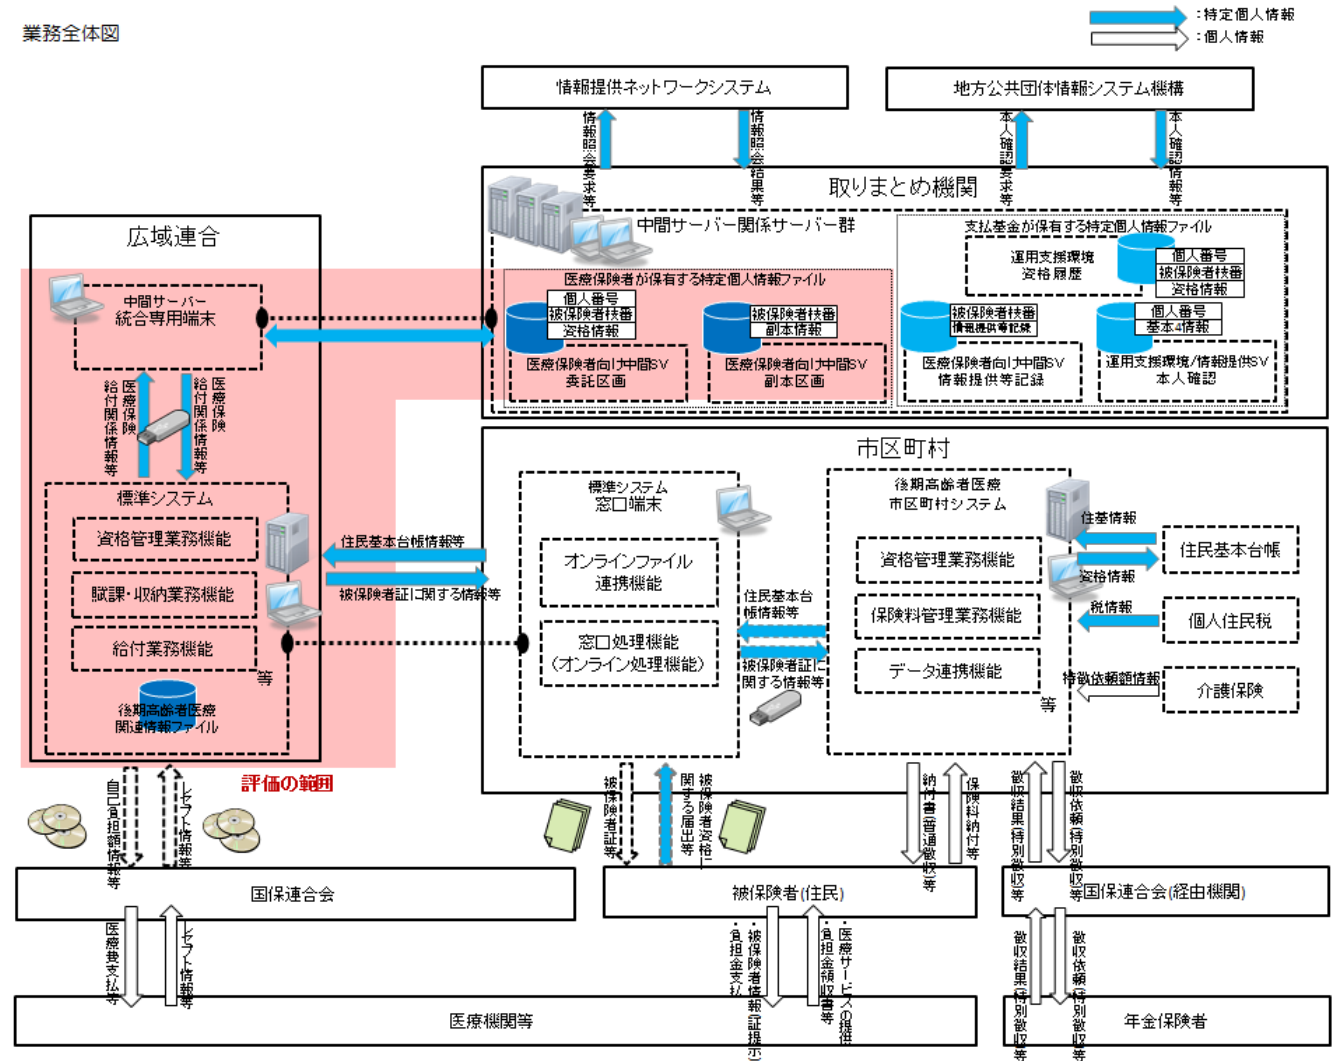 業務全体図
：特定個人情報
：個人情報
情報提供ネットワークシステム
地方公共団体情報システム機構
情報照会要求等
情報照会結果等
本人確認要求等
本人確認情報等
取りまとめ機関
中間サーバー関係サーバー群
支払基金が保有する特定個人情報ファイル
運用支援環境
資格履歴
個人番号
被保険者枝番
資格情報
医療保険者が保有する特定個人情報ファイル
個人番号
被保険者枝番
資格情報
医療保険者向け中間SV
委託区画
被保険者枝番
副本情報
医療保険者向け中間SV
副本区画
被保険者枝番
情報提供等記録
医療保険者向け中間SV
情報提供等記録
個人番号
基本4情報
運用支援環境/情報提供SV
本人確認
広域連合
中間サーバー
統合専用端末
医療保険
給付関係情報等
医療保険
給付関係情報等
標準システム
資格管理業務機能
賦課・収納業務機能
給付業務機能
等
後期高齢者医療
関連情報ファイル
評価の範囲
住民基本台帳情報等
被保険者証に関する情報等
市区町村
標準システム
窓口端末
オンラインファイル
連携機能
窓口処理機能
（オンライン処理機能）
住民基本台
帳情報等
被保険者証に
関する情報等
後期高齢者医療
市区町村システム
資格管理業務機能
保険料管理業務機能
データ連携機能
等
住基情報
資格情報
住民基本台帳
税情報
個人住民税
特徴依頼額情報
介護保険
自己負担額情報等
レセプト情報等
被保険者証等
被保険者資格に
関する届出等
納付書(普通徴収)等
保険料納付等
徴収結果(特別徴収)等
徴収依頼(特別徴収)等
国保連合会
被保険者(住民)
国保連合会(経由機関)
医療費支払等
レセプト情報等
・被保険者情報(証提示)
・負担金支払
・医療サービスの提供
・負担金領収書等
徴収結果(特別徴収)等
徴収依頼(特別徴収)等
医療機関等
年金保険者